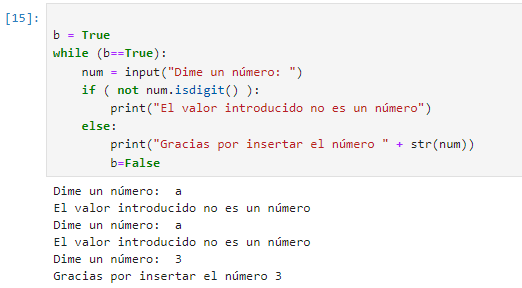 [15]:
b = True
while (b==True):
    num = input("Dime un número: ")
    if ( not num.isdigit() ):
        print("El valor introducido no es un número")
    else:
        print("Gracias por insertar el número " + str(num))
        b=False
Dime un número:  a
El valor introducido no es un número
Dime un número:  a
El valor introducido no es un número
Dime un número:  3
Gracias por insertar el número 3